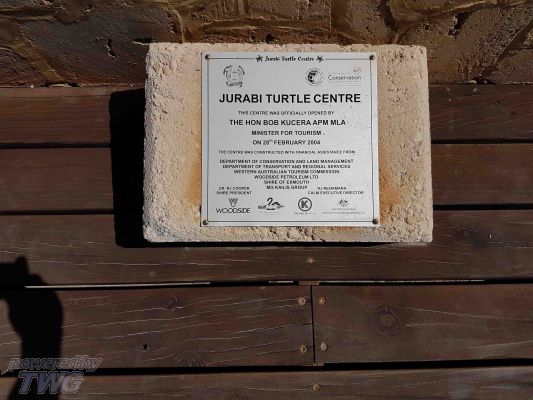 Jurabi Turtle Centre
Conservation
JURABI TURTLE CENTRE
THIS CENTRE WAS OFFICIALLY OPENED BY
THE HON BOB KUCERA APM MLA
MINISTER FOR TOURISM
ON 28TH FEBRUARY 2004
THE CENTRE WAS CONSTRUCTED WITH FINANCIAL ASSISTANCE FROM
DEPARTMENT OF CONSERVATION AND LAND MANAGEMENT
DEPARTMENT OF TRANSPORT AND REGIONAL SERVICES
WESTERN AUSTRALIAN TOURISM COMMISSION
WOODSIDE PETROLEUM LTD
SHIRE OF EXMOUTH
MG KAILIS GROUP
CR. RJ COOPER
SHIRE PRESIDENT
KJ McNAMARA
CALM EXECUTIVE DIRECTOR
WOODSIDE
K
powered by
TWG